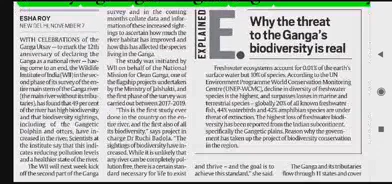 ESHA ROY
NEW DELHI, NOVEMBER 7
WITH CELEBRATIONS of the
Ganga Utsav – to mark the 12th
anniversary of declaring the
Ganga as a national river – hav-
ing come to an end, the Wildlife
Institute of India (WII) in the sec-
ond phase of its survey of the en-
tire main stem of the Ganga river
(the main river without its tribu-
taries), has found that 49 percent
of the river has high biodiversity
and that biodiversity sightings,
including of the Gangetic
Dolphin and otters, have in-
creased in the river. Scientists at
the institute say that this indi-
cates reducing pollution levels
and a healthier state of the river.
The WII will next week kick
off the second part of the Ganga
survey and in the coming
months collate data and infor-
mation of these increased sight-
ings to ascertain how much the
river habitat has improved and
how this has affected the species
living in the Ganga.
The study was initiated by
WII on behalf of the National
Mission for Clean Ganga, one of
the flagship projects undertaken
by the Ministry of Jalshakti, and
the first phase of the survey was
carried out between 2017-2019.
"This is the first study ever
done in the country on the en-
tire river, and the first also of all
its biodiversity," says project in
charge Dr Ruchi Badola. "The
sightings of biodiversity have in-
creased. While it is unlikely that
any river can be completely pol-
lution free, there is a certain stan-
dard necessary for life to exist
EXPLAINED
E.
Why the threat
to the Ganga's
biodiversity is real
Freshwater ecosystems account for 0.01% of the earth's
surface water but 10% of species. According to the UN
Environment Programme World Conservation Monitoring
Centre (UNEP-WCMC), decline in diversity of freshwater
species is the highest, and surpasses losses in marine and
terrestrial species – globally 20% of all known freshwater
fish, 44% waterbirds and 42% amphibian species are under
threat of extinction. The highest loss of freshwater biodi-
versity has been reported from the Indian subcontinent,
specifically the Gangetic plains. Reason why the govern-
ment has taken up the project of biodiversity conservation
in the region.
and thrive – and the goal is to
achieve this standard," she said.
The Ganga and its tributaries
flow through 11 states and cover